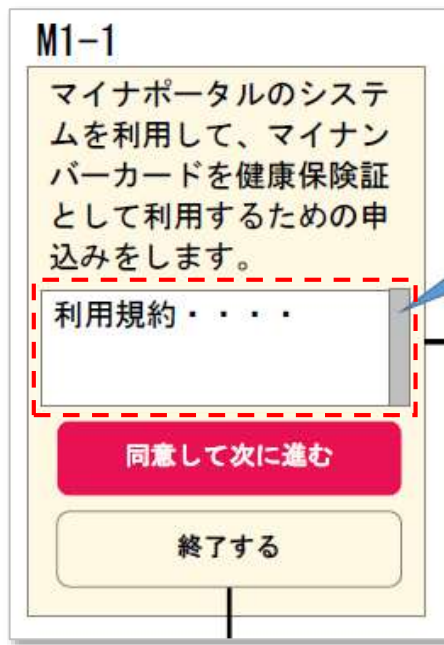 M1-1
マイナポータルのシステ
ムを利用して、マイナン
バーカードを健康保険証
として利用するための申
込みをします。
利用規約・・・・
同意して次に進む
終了する